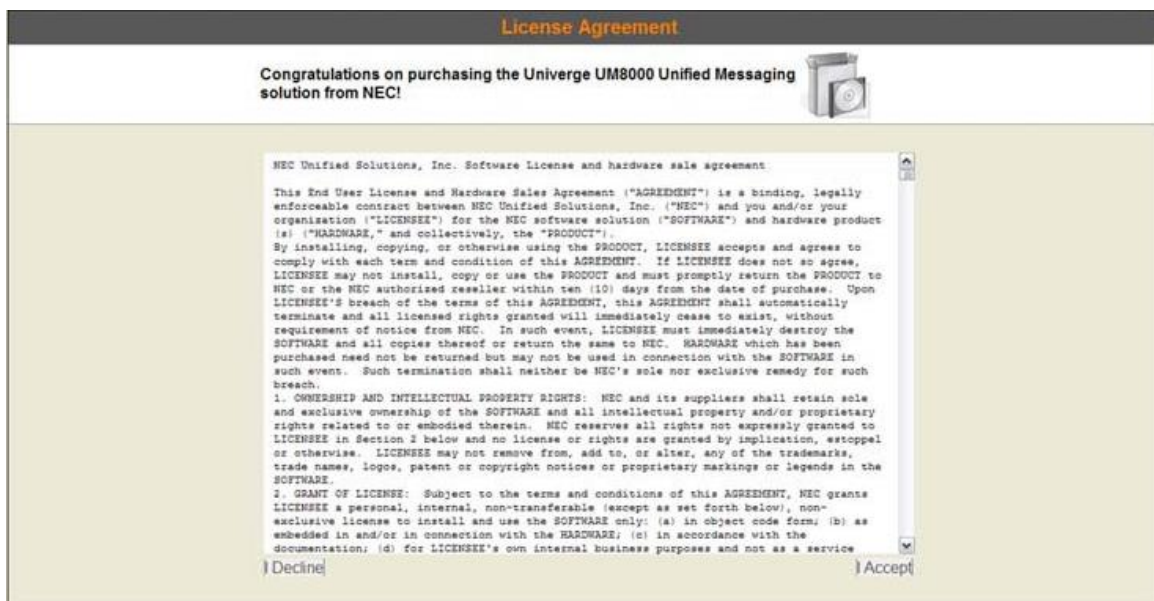 License Agreement
Congratulations on purchasing the Univerge UM8000 Unified Messaging
solution from NEC!
NEC Unified Solutions, Inc. Software License and hardware sale agreement
This End User License and Hardware Sales Agreement ("AGREEMENT") is a binding, legally
enforceable contract between NEC Unified Solutions, Inc. ("NEC") and you and/or your
organization ("LICENSEE") for the NEC software solution ("SOFTWARE") and hardware product
(s) ("HARDWARE," and collectively, the "PRODUCT").
By installing, copying, or otherwise using the PRODUCT, LICENSEE accepts and agrees to
comply with each term and condition of this AGREEMENT.  If LICENSEE does not so agree,
LICENSEE may not install, copy or use the PRODUCT and must promptly return the PRODUCT to
NEC or the NEC authorized reseller within ten (10) days from the date of purchase.  Upon
LICENSEE'S breach of the terms of this AGREEMENT, this AGREEMENT shall automatically
terminate and all licensed rights granted will immediately cease to exist, without
requirement of notice from NEC.  In such event, LICENSEE must immediately destroy the
SOFTWARE and all copies thereof or return the same to NEC.  HARDWARE which has been
purchased need not be returned but may not be used in connection with the SOFTWARE in
such event.  Such termination shall neither be NEC's sole nor exclusive remedy for such
breach.
1. OWNERSHIP AND INTELLECTUAL PROPERTY RIGHTS:  NEC and its suppliers shall retain sole
and exclusive ownership of the SOFTWARE and all intellectual property and/or proprietary
rights related to or embodied therein.  NEC reserves all rights not expressly granted to
LICENSEE in Section 2 below and no license or rights are granted by implication, estoppel
or otherwise.  LICENSEE may not remove from, add to, or alter, any of the trademarks,
trade names, logos, patent or copyright notices or proprietary markings or legends in the
SOFTWARE.
2. GRANT OF LICENSE:  Subject to the terms and conditions of this AGREEMENT, NEC grants
LICENSEE a personal, internal, non-transferable (except as set forth below), non-
exclusive license to install and use the SOFTWARE only: (a) in object code form; (b) as
embedded in and/or in connection with the HARDWARE; (c) in accordance with the
documentation; (d) for LICENSEE's own internal business purposes and not as a service
I Decline
I Accept